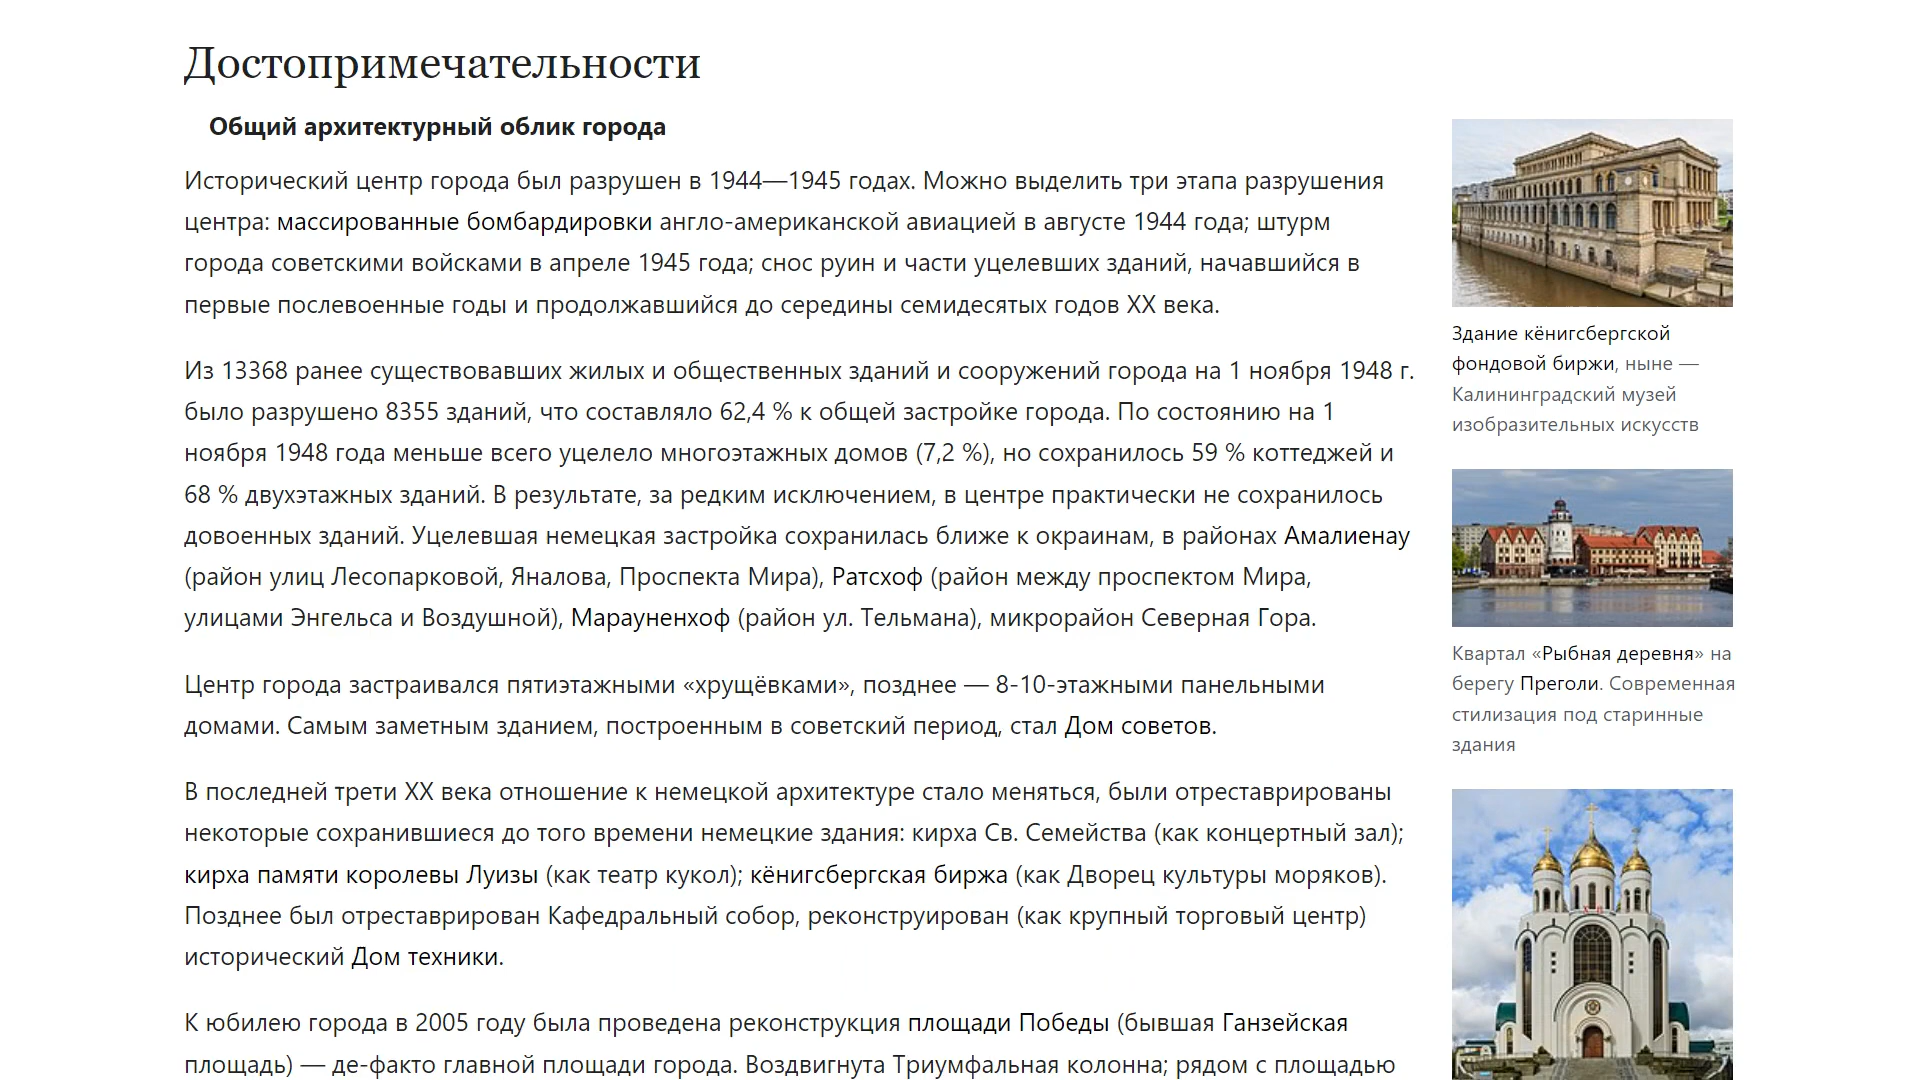 Достопримечательности
Общий архитектурный облик города
Исторический центр города был разрушен в 1944—1945 годах. Можно выделить три этапа разрушения
центра: массированные бомбардировки англо-американской авиацией в августе 1944 года; штурм
города советскими войсками в апреле 1945 года; снос руин и части уцелевших зданий, начавшийся в
первые послевоенные годы и продолжавшийся до середины семидесятых годов XX века.
Из 13368 ранее существовавших жилых и общественных зданий и сооружений города на 1 ноября 1948 г.
было разрушено 8355 зданий, что составляло 62,4 % к общей застройке города. По состоянию на 1
ноября 1948 года меньше всего уцелело многоэтажных домов (7,2 %), но сохранилось 59 % коттеджей и
68 % двухэтажных зданий. В результате, за редким исключением, в центре практически не сохранилось
довоенных зданий. Уцелевшая немецкая застройка сохранилась ближе к окраинам, в районах Амалиенау
(район улиц Лесопарковой, Яналова, Проспекта Мира), Ратсхоф (район между проспектом Мира,
улицами Энгельса и Воздушной), Марауненхоф (район ул. Тельмана), микрорайон Северная Гора.
Центр города застраивался пятиэтажными «хрущёвками», позднее — 8-10-этажными панельными
домами. Самым заметным зданием, построенным в советский период, стал Дом советов.
В последней трети XX века отношение к немецкой архитектуре стало меняться, были отреставрированы
некоторые сохранившиеся до того времени немецкие здания: кирха Св. Семейства (как концертный зал);
кирха памяти королевы Луизы (как театр кукол); кёнигсбергская биржа (как Дворец культуры моряков).
Позднее был отреставрирован Кафедральный собор, реконструирован (как крупный торговый центр)
исторический Дом техники.
К юбилею города в 2005 году была проведена реконструкция площади Победы (бывшая Ганзейская
площадь) — де-факто главной площади города. Воздвигнута Триумфальная колонна; рядом с площадью
Здание кёнигсбергской
фондовой биржи, ныне —
Калининградский музей
изобразительных искусств
Квартал «Рыбная деревня» на
берегу Преголи. Современная
стилизация под старинные
здания